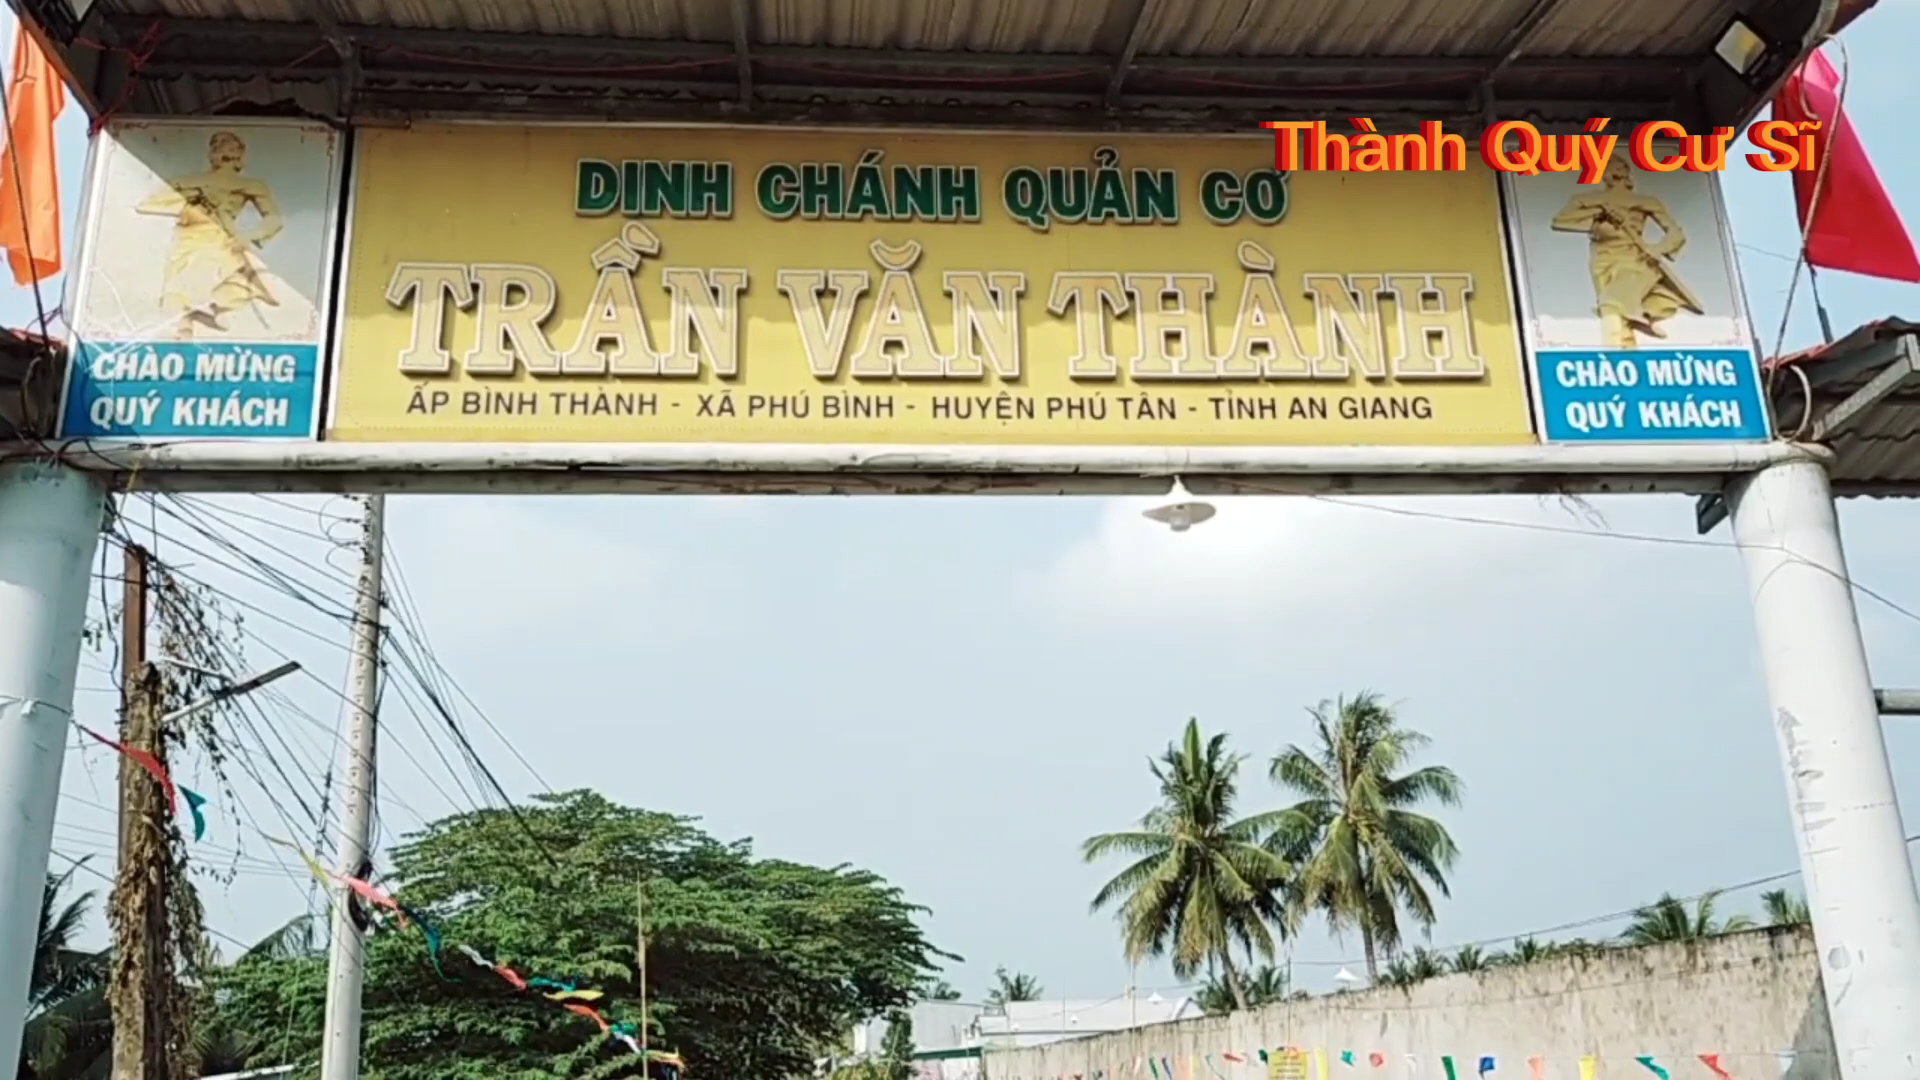 Thành Quý Cư Sĩ
DINH CHÁNH QUẢN CƠ
TRẦN VĂN THÀNH
ẤP BÌNH THÀNH - XÃ PHÚ BÌNH - HUYỆN PHÚ TÂN - TỈNH AN GIANG
CHÀO MỪNG
QUÝ KHÁCH
CHÀO MỪNG
QUÝ KHÁCH